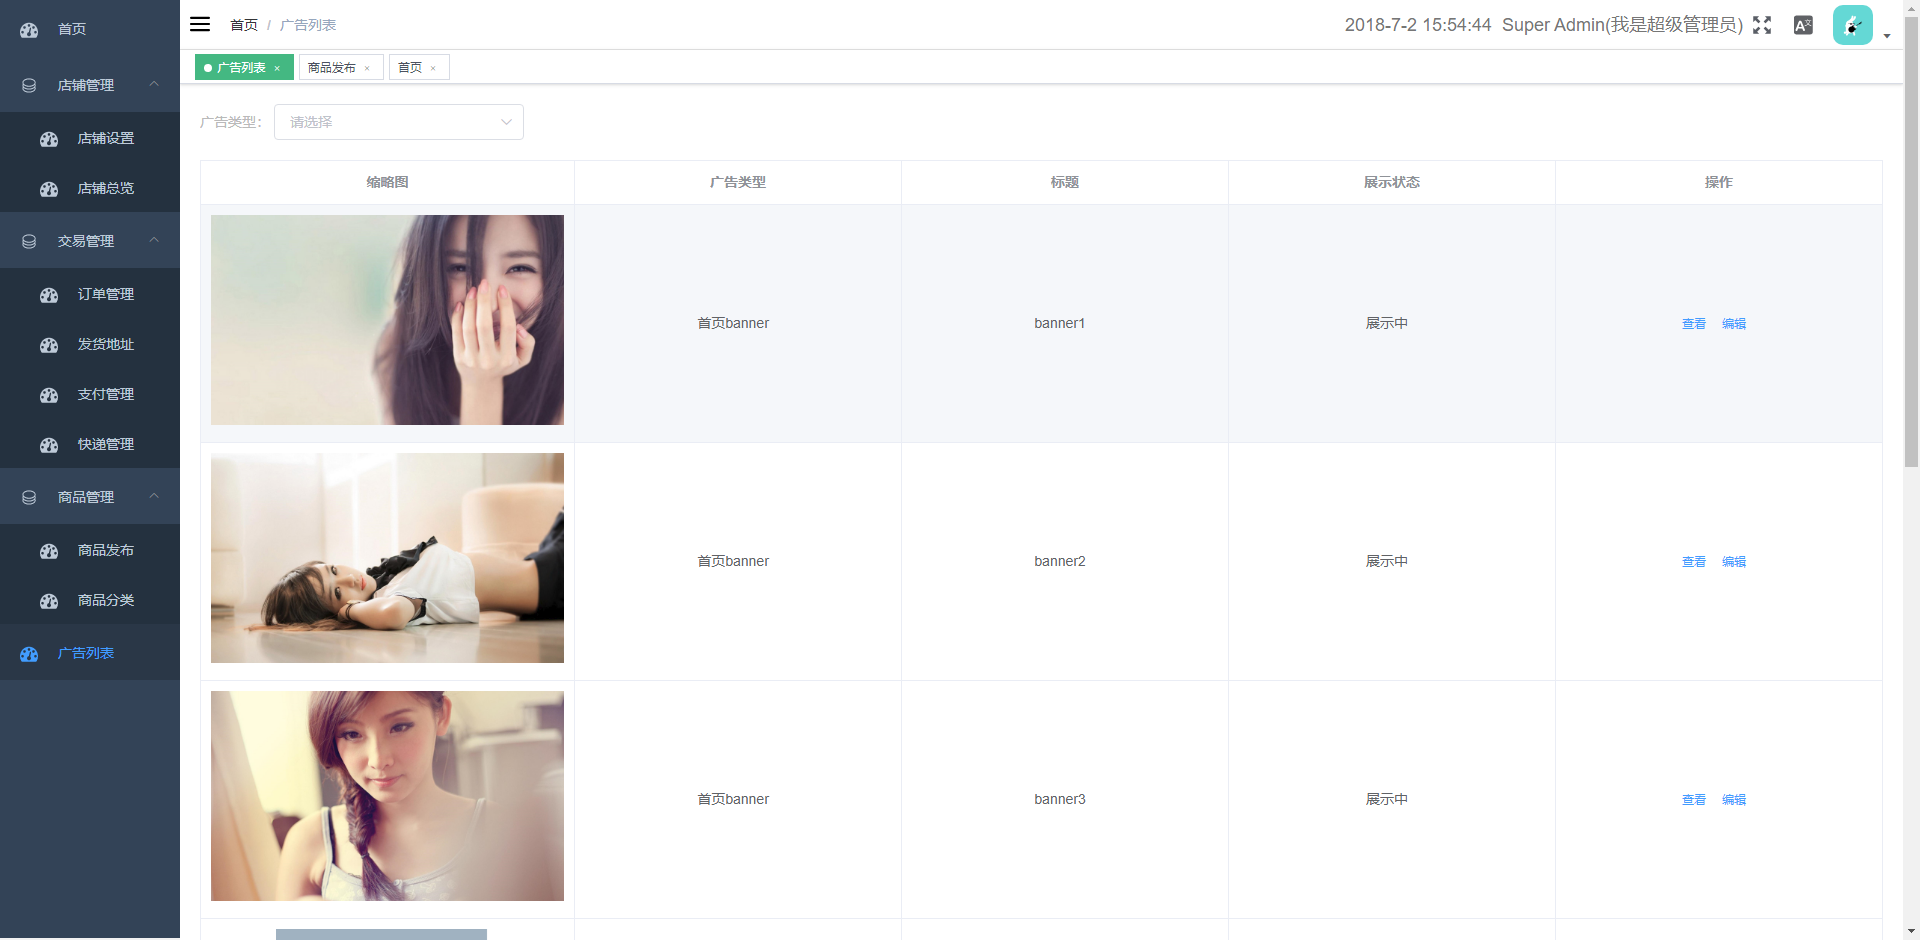 首页
店铺管理
店铺设置
店铺总览
交易管理
订单管理
发货地址
支付管理
快递管理
商品管理
商品发布
商品分类
广告列表
首页 / 广告列表
2018-7-2 15:54:44 Super Admin(我是超级管理员)
广告列表 × 商品发布 × 首页 ×
广告类型： 请选择
缩略图 广告类型 标题 展示状态 操作
首页banner banner1 展示中 查看 编辑
首页banner banner2 展示中 查看 编辑
首页banner banner3 展示中 查看 编辑